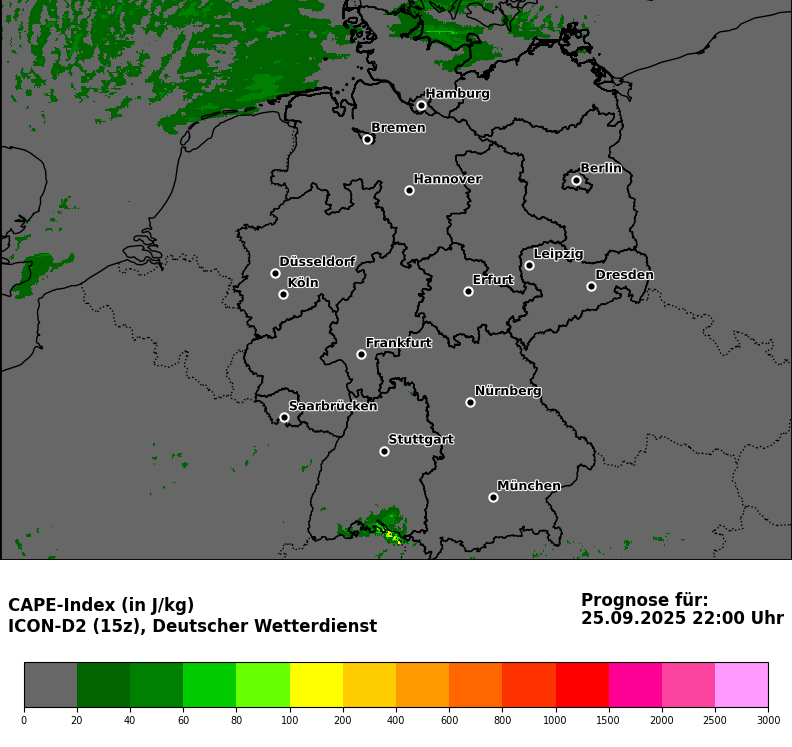 Hamburg
Bremen
Berlin
Hannover
Leipzig
Düsseldorf
Dresden
Köln
Erfurt
Frankfurt
Nürnberg
Saarbrücken
Stuttgart
München
CAPE-Index (in J/kg)
ICON-D2 (15z), Deutscher Wetterdienst
Prognose für:
25.09.2025 22:00 Uhr
0 20 40 60 80 100 200 400 600 800 1000 1500 2000 2500 3000